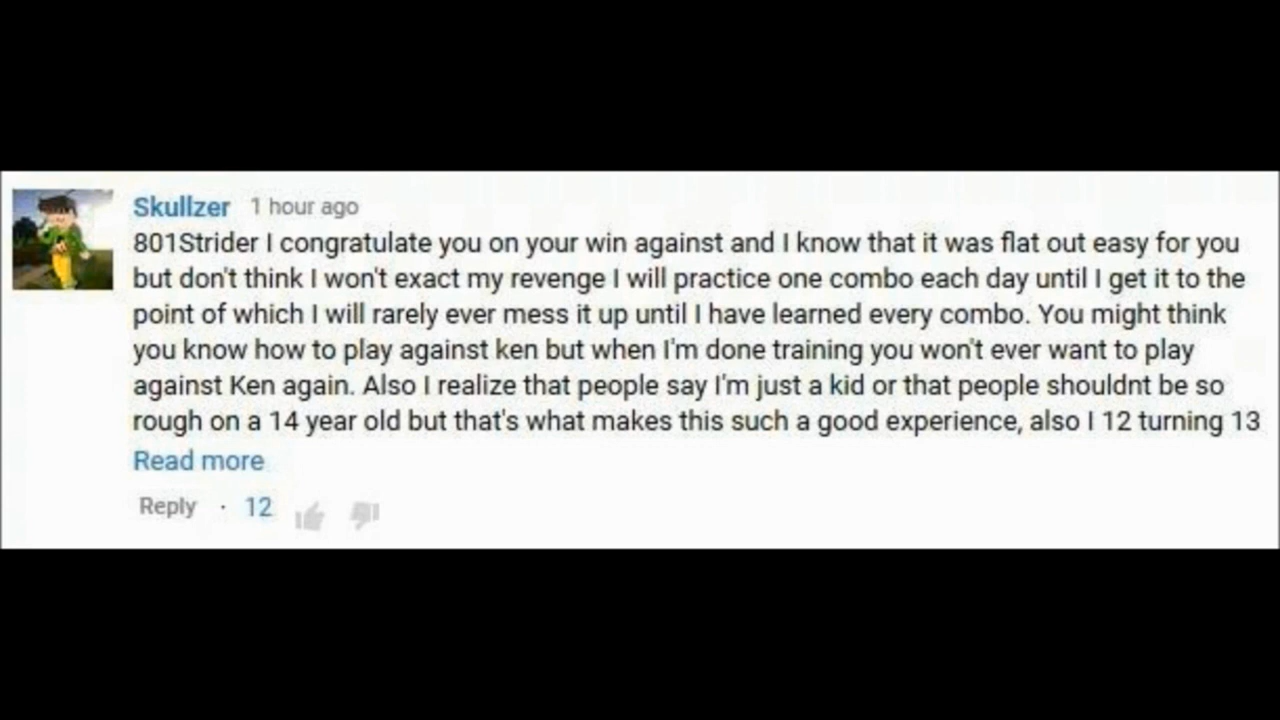 Skullzer 1 hour ago
801Strider I congratulate you on your win against and I know that it was flat out easy for you
but don't think I won't exact my revenge I will practice one combo each day until I get it to the
point of which I will rarely ever mess it up until I have learned every combo. You might think
you know how to play against ken but when I'm done training you won't ever want to play
against Ken again. Also I realize that people say I'm just a kid or that people shouldnt be so
rough on a 14 year old but that's what makes this such a good experience, also I 12 turning 13
Read more
Reply · 12